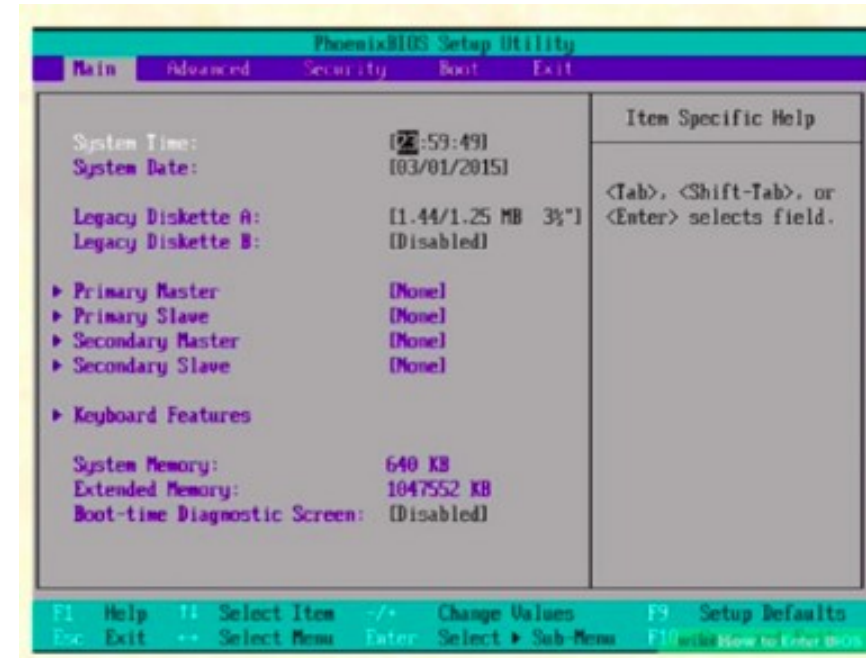 PhoenixBIOS Setup Utility
Main Advanced Security Boot Exit
Item Specific Help
System Time: [23:59:49]
System Date: [03/01/2015]
<Tab>, <Shift-Tab>, or
<Enter> selects field.
Legacy Diskette A: [1.44/1.25 MB 3½"]
Legacy Diskette B: [Disabled]
Primary Master [None]
Primary Slave [None]
Secondary Master [None]
Secondary Slave [None]
Keyboard Features
System Memory: 640 KB
Extended Memory: 1047552 KB
Boot-time Diagnostic Screen: [Disabled]
F1 Help ↑↓ Select Item -/+ Change Values F9 Setup Defaults
Esc Exit ↔ Select Menu Enter Select ▶ Sub-Menu F10
How to Enter BIOS